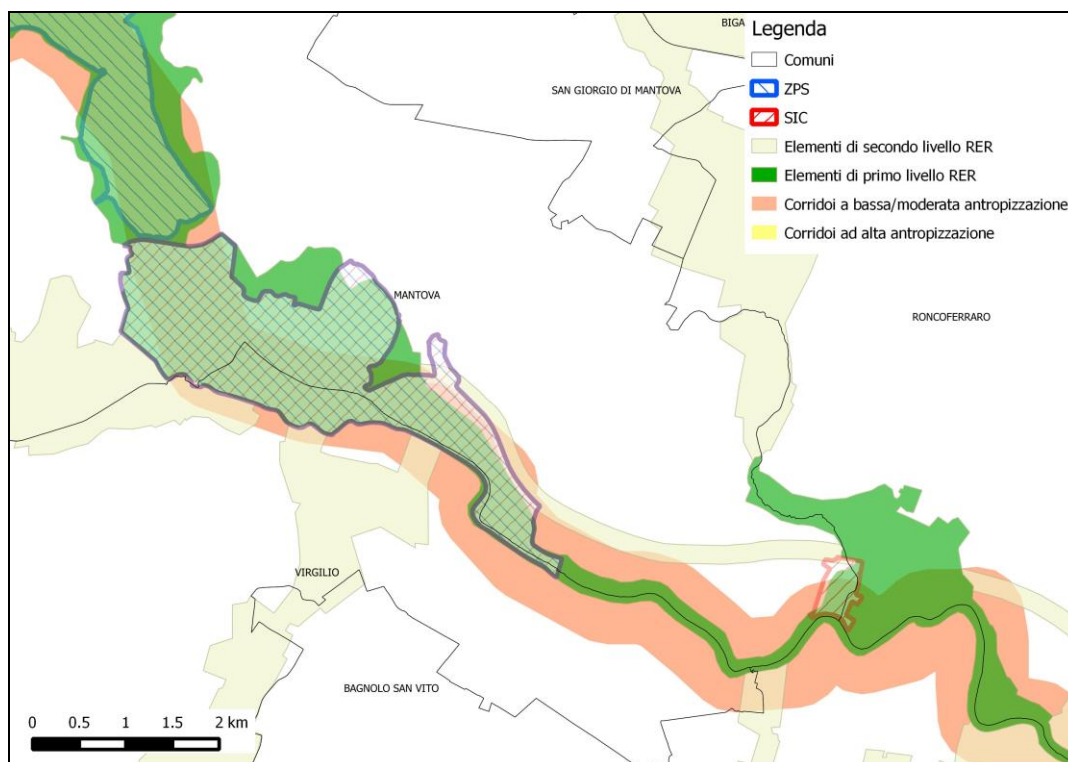 BIGA
Legenda
Comuni
ZPS
SIC
Elementi di secondo livello RER
Elementi di primo livello RER
Corridoi a bassa/moderata antropizzazione
Corridoi ad alta antropizzazione
SAN GIORGIO DI MANTOVA
MANTOVA
RONCOFERRARO
VIRGILIO
BAGNOLO SAN VITO
0 0.5 1 1.5 2 km